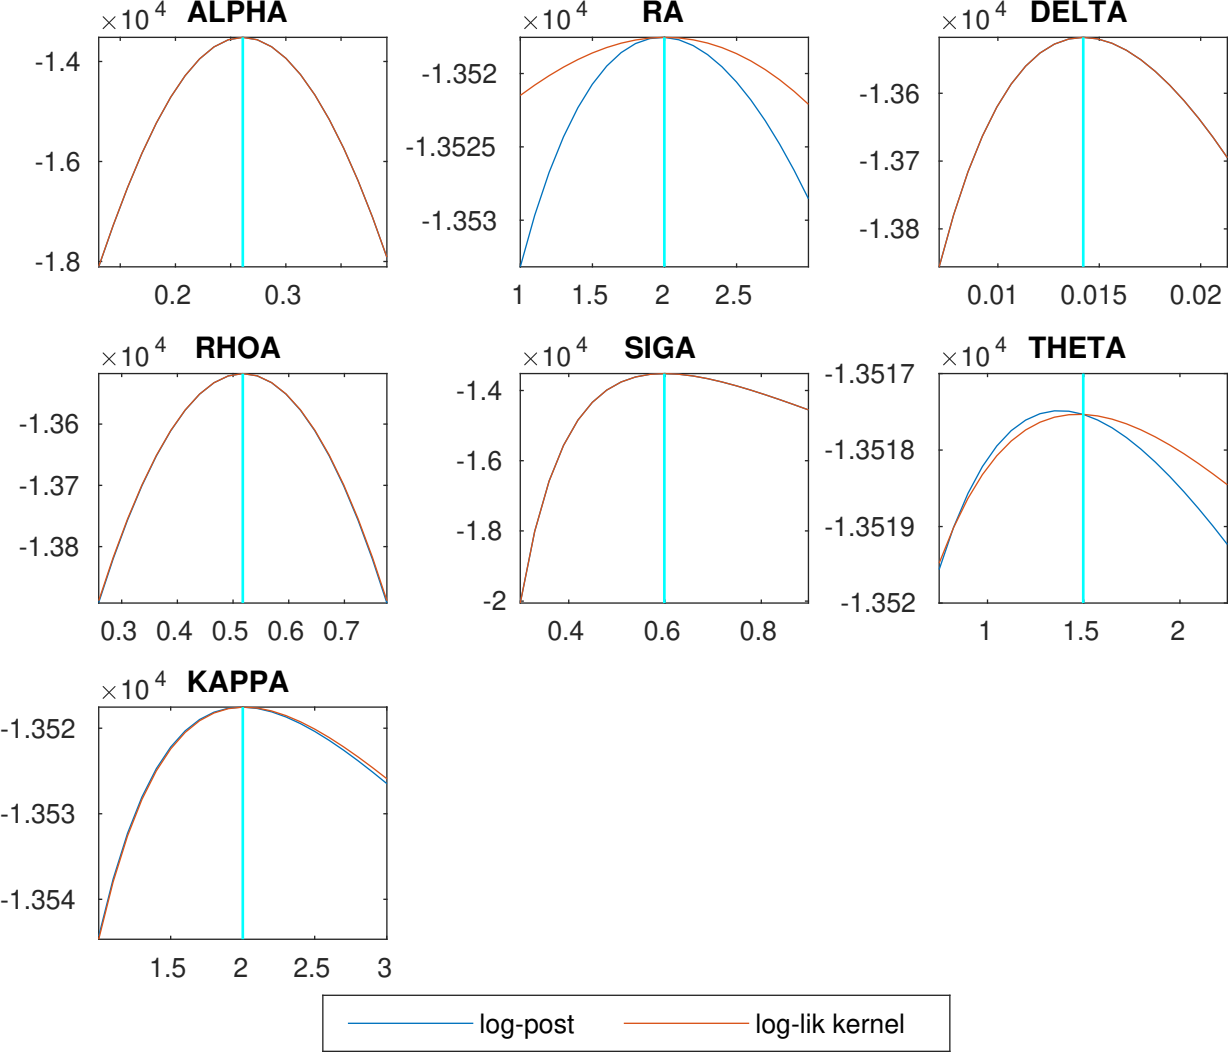 ×10 4 ALPHA
-1.4
-1.6
-1.8
0.2 0.3
×10 4 RA
-1.352
-1.3525
-1.353
1 1.5 2 2.5
×10 4 DELTA
-1.36
-1.37
-1.38
0.01 0.015 0.02
×10 4 RHOA
-1.36
-1.37
-1.38
0.3 0.4 0.5 0.6 0.7
×10 4 SIGA
-1.4
-1.6
-1.8
-2
0.4 0.6 0.8
×10 4 THETA
-1.3517
-1.3518
-1.3519
-1.352
1 1.5 2
×10 4 KAPPA
-1.352
-1.353
-1.354
1.5 2 2.5 3
log-post log-lik kernel